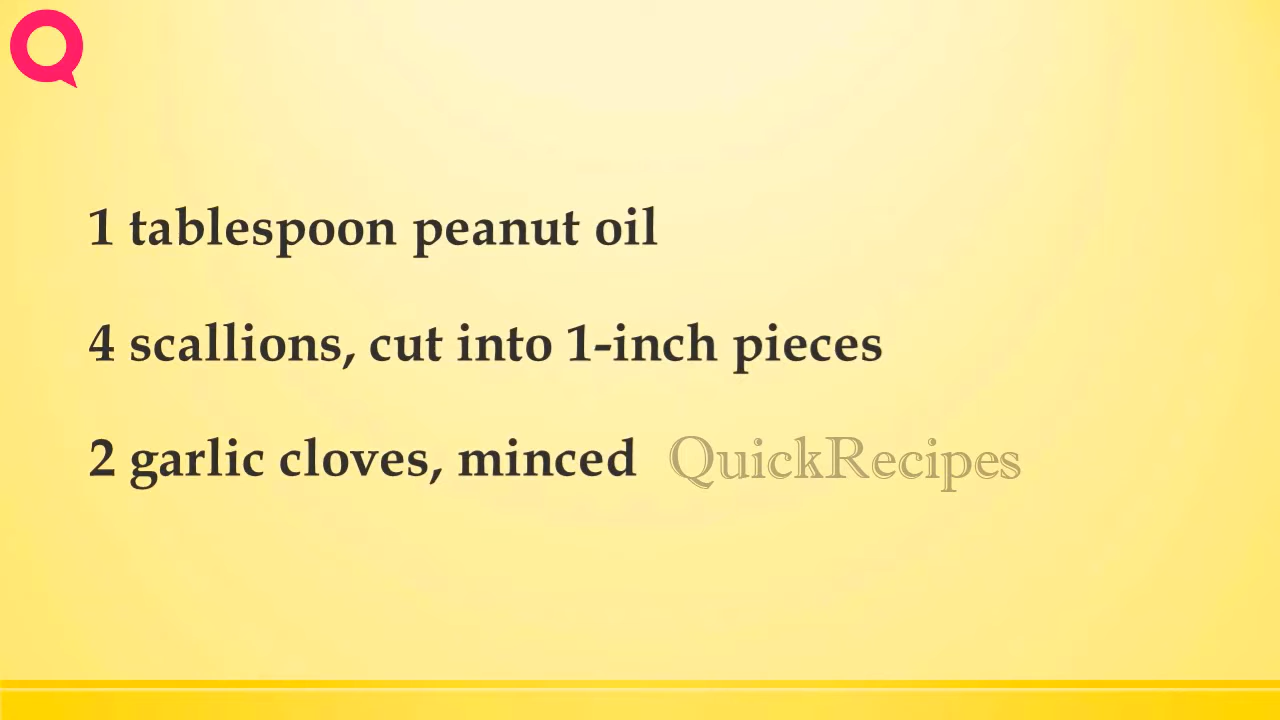 1 tablespoon peanut oil
4 scallions, cut into 1-inch pieces
2 garlic cloves, minced QuickRecipes